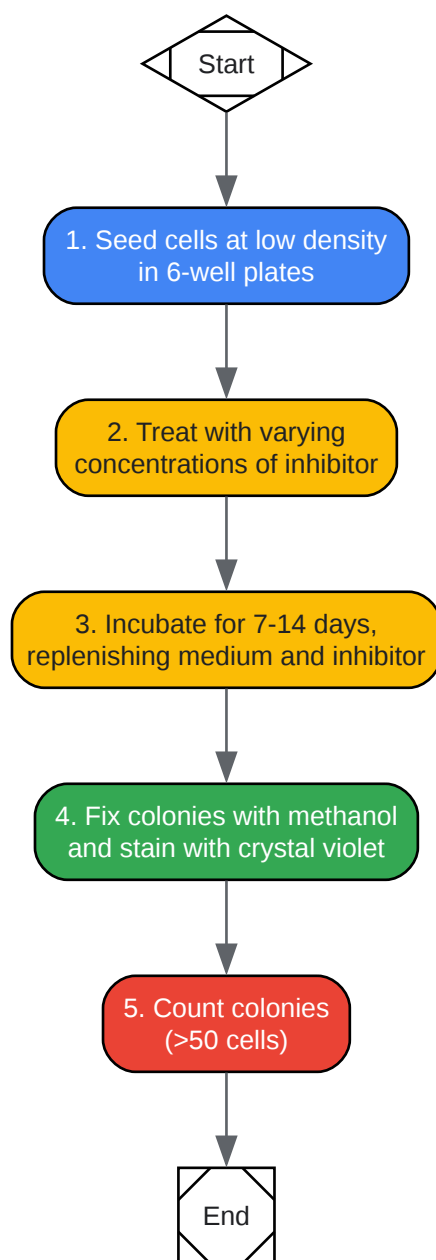 Start
1. Seed cells at low density
in 6-well plates
2. Treat with varying
concentrations of inhibitor
3. Incubate for 7-14 days,
replenishing medium and inhibitor
4. Fix colonies with methanol
and stain with crystal violet
5. Count colonies
(>50 cells)
End